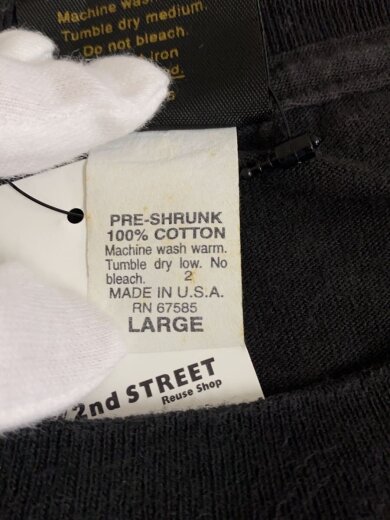 Machine wash warm.
Tumble dry medium.
Do not bleach.
iron
PRE-SHRUNK
100% COTTON
Machine wash warm.
Tumble dry low. No
bleach. 2
MADE IN U.S.A.
RN 67585
LARGE
2nd STREET
Reuse Shop